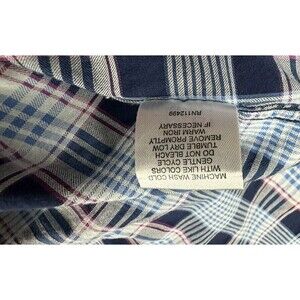 MACHINE WASH COLD
WITH LIKE COLORS
GENTLE CYCLE
DO NOT BLEACH
TUMBLE DRY LOW
REMOVE PROMPTLY
WARM IRON
IF NECESSARY
RN112499